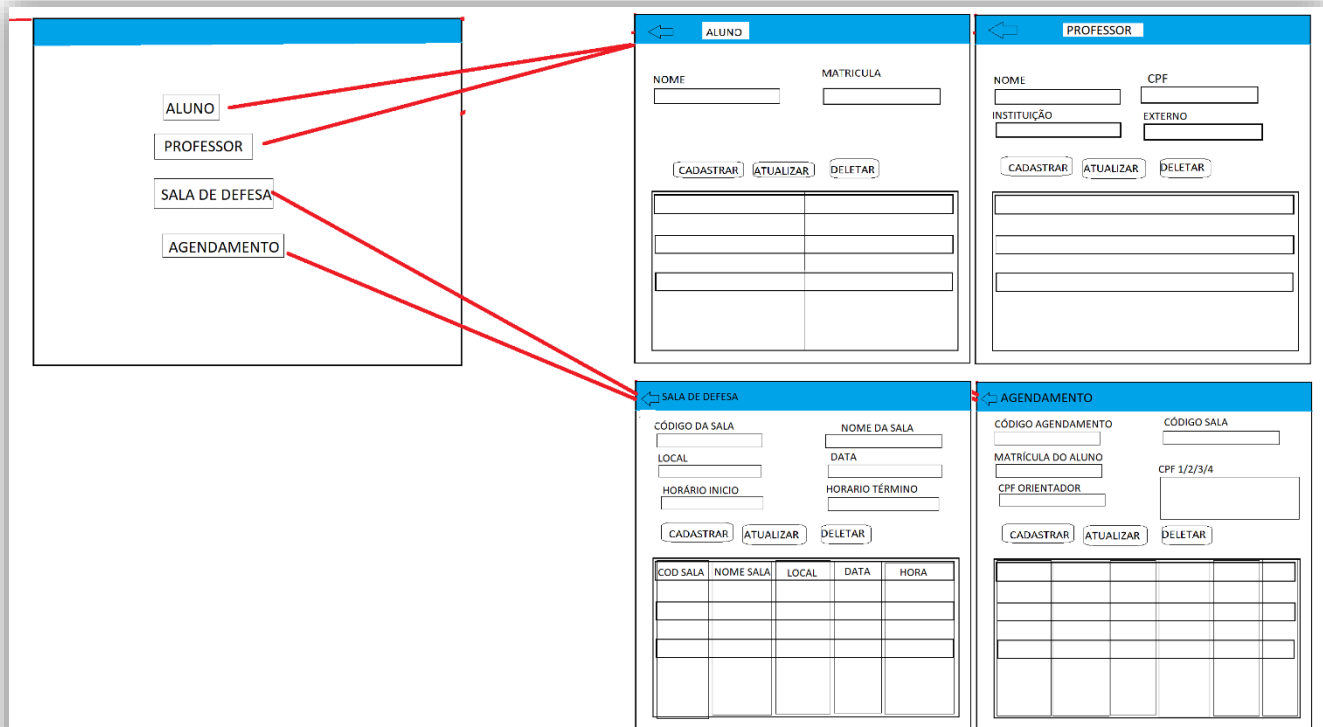 ALUNO
PROFESSOR
SALA DE DEFESA
AGENDAMENTO
ALUNO
NOME
MATRICULA
CADASTRAR ATUALIZAR DELETAR
PROFESSOR
NOME
CPF
INSTITUIÇÃO
EXTERNO
CADASTRAR ATUALIZAR DELETAR
SALA DE DEFESA
CÓDIGO DA SALA
NOME DA SALA
LOCAL
DATA
HORÁRIO INICIO
HORARIO TÉRMINO
CADASTRAR ATUALIZAR DELETAR
COD SALA NOME SALA LOCAL DATA HORA
AGENDAMENTO
CÓDIGO AGENDAMENTO
CÓDIGO SALA
MATRÍCULA DO ALUNO
CPF 1/2/3/4
CPF ORIENTADOR
CADASTRAR ATUALIZAR DELETAR